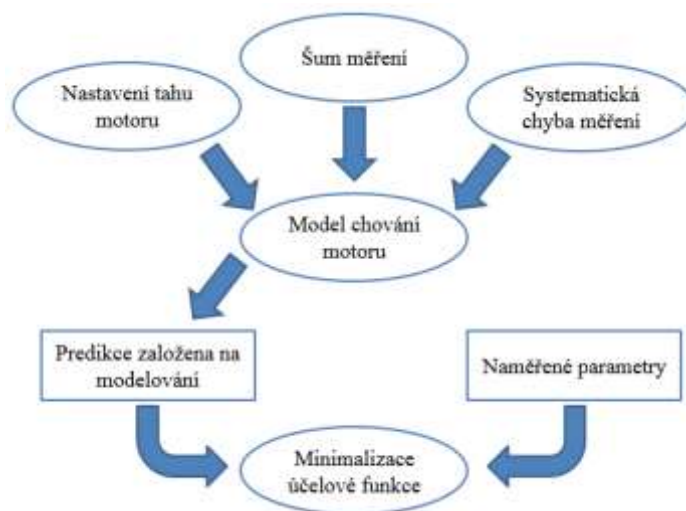 Šum měření
Nastavení tahu
motoru
Systematická
chyba měření
Model chování
motoru
Predikce založena na
modelování
Naměřené parametry
Minimalizace
účelové funkce